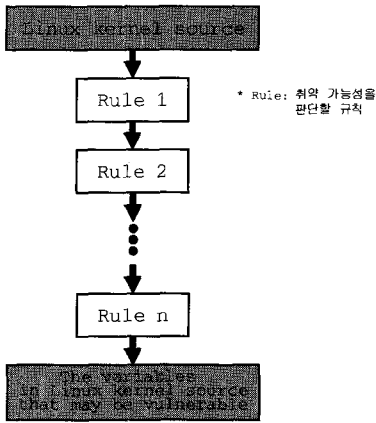 Linux kernel source
Rule 1
* Rule: 취약 가능성을
판단할 규칙
Rule 2
Rule n
The variables
in Linux kernel source
that may be vulnerable